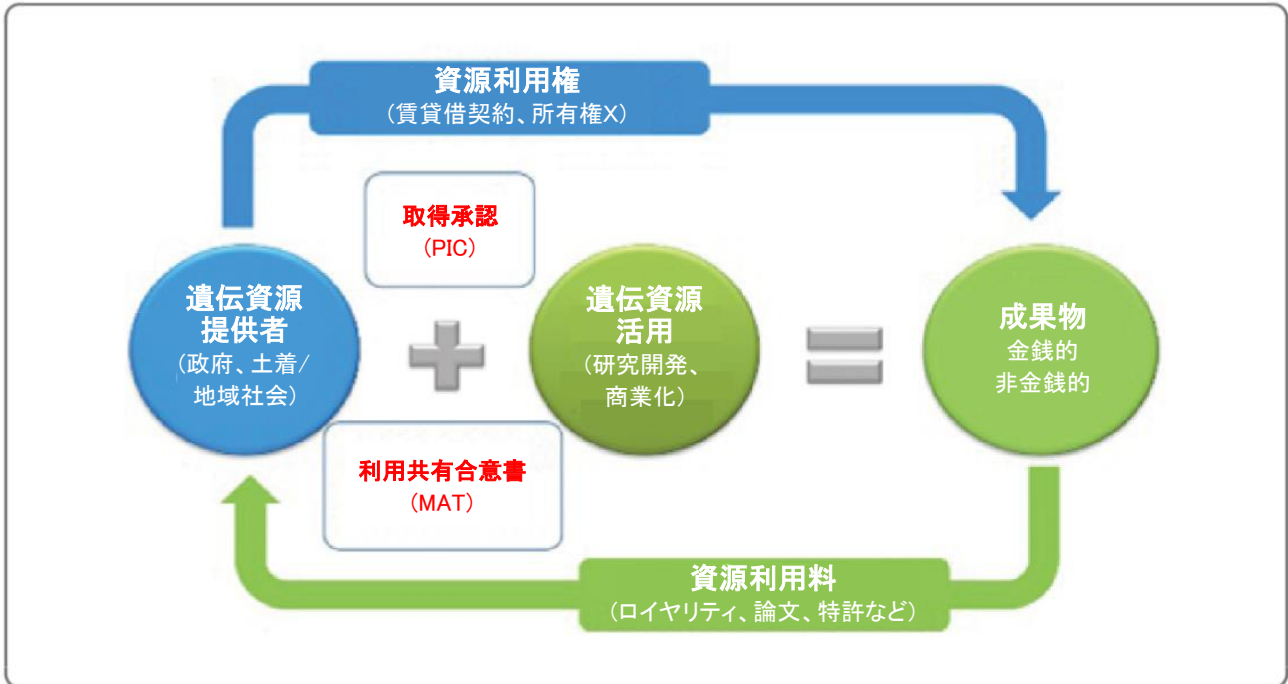 資源利用権
(賃貸借契約、所有権X)
取得承認
(PIC)
遺伝資源
提供者
(政府、土着/
地域社会)
遺伝資源
活用
(研究開発、
商業化)
成果物
金銭的
非金銭的
利用共有合意書
(MAT)
資源利用料
(ロイヤリティ、論文、特許など)